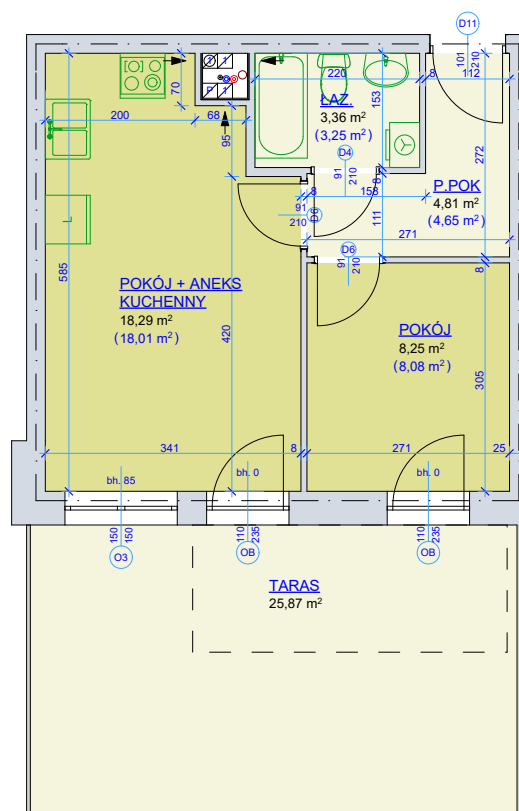 D11
101
210
220
8
112
70
200
68
95
ŁAZ.
3,36 m²
(3,25 m²)
153
272
D4
91
210
8
158
8
111
P.POK
4,81 m²
(4,65 m²)
91
210
D6
271
D6
91
210
8
L
585
POKÓJ + ANEKS
KUCHENNY
18,29 m²
(18,01 m²)
420
POKÓJ
8,25 m²
(8,08 m²)
305
341
8
271
25
bh. 85
bh. 0
bh. 0
150
150
110
235
110
235
O3
OB
OB
TARAS
25,87 m²